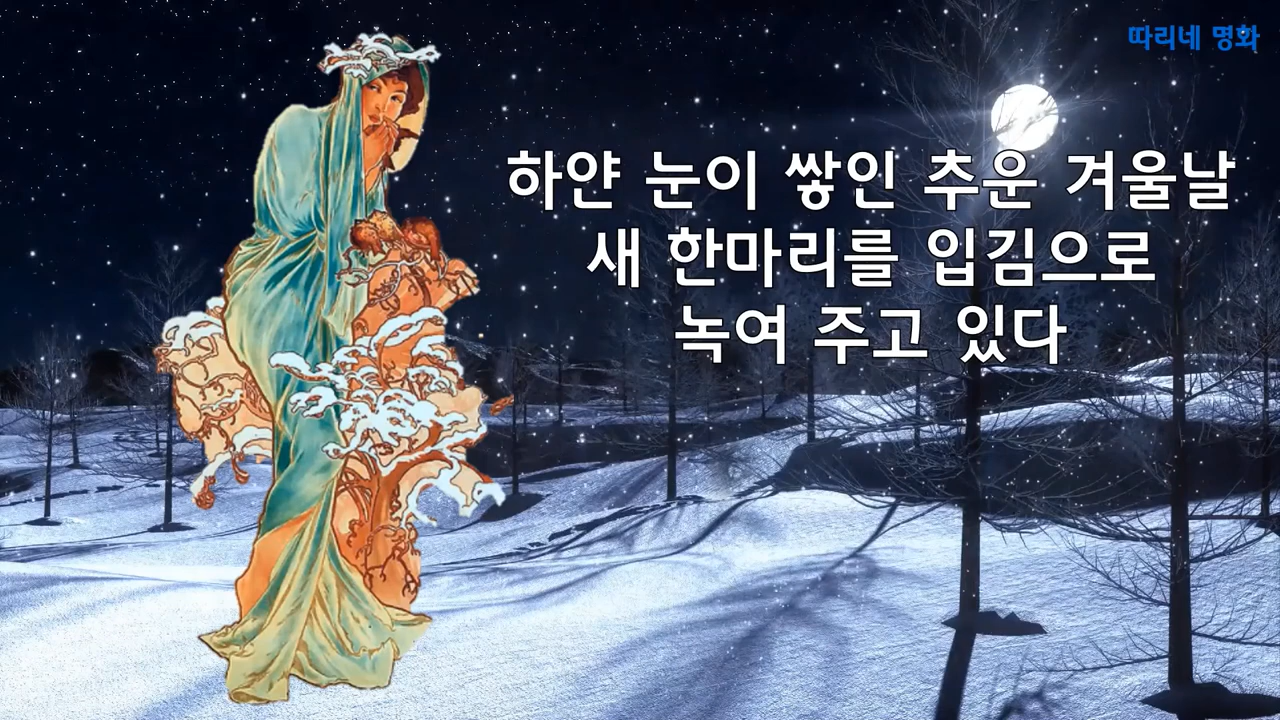 따리네 명화
하얀 눈이 쌓인 추운 겨울날
새 한마리를 입김으로
녹여 주고 있다